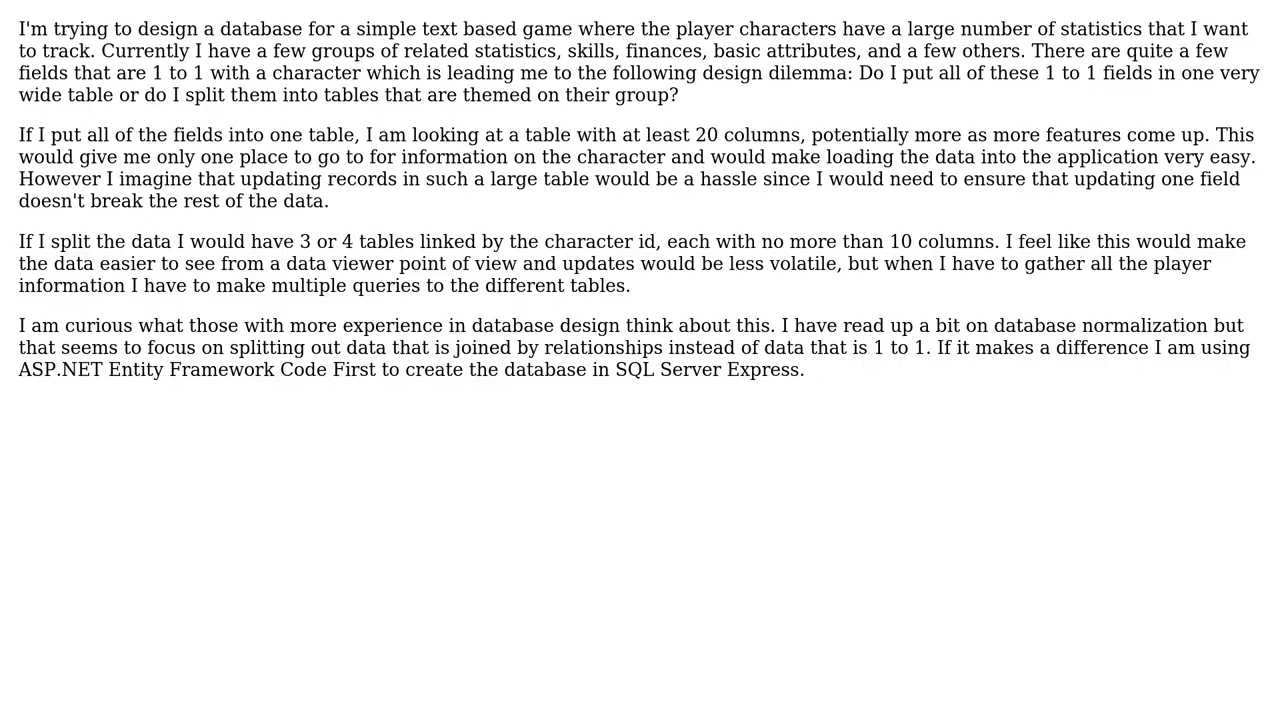 I'm trying to design a database for a simple text based game where the player characters have a large number of statistics that I want
to track. Currently I have a few groups of related statistics, skills, finances, basic attributes, and a few others. There are quite a few
fields that are 1 to 1 with a character which is leading me to the following design dilemma: Do I put all of these 1 to 1 fields in one very
wide table or do I split them into tables that are themed on their group?
If I put all of the fields into one table, I am looking at a table with at least 20 columns, potentially more as more features come up. This
would give me only one place to go to for information on the character and would make loading the data into the application very easy.
However I imagine that updating records in such a large table would be a hassle since I would need to ensure that updating one field
doesn't break the rest of the data.
If I split the data I would have 3 or 4 tables linked by the character id, each with no more than 10 columns. I feel like this would make
the data easier to see from a data viewer point of view and updates would be less volatile, but when I have to gather all the player
information I have to make multiple queries to the different tables.
I am curious what those with more experience in database design think about this. I have read up a bit on database normalization but
that seems to focus on splitting out data that is joined by relationships instead of data that is 1 to 1. If it makes a difference I am using
ASP.NET Entity Framework Code First to create the database in SQL Server Express.